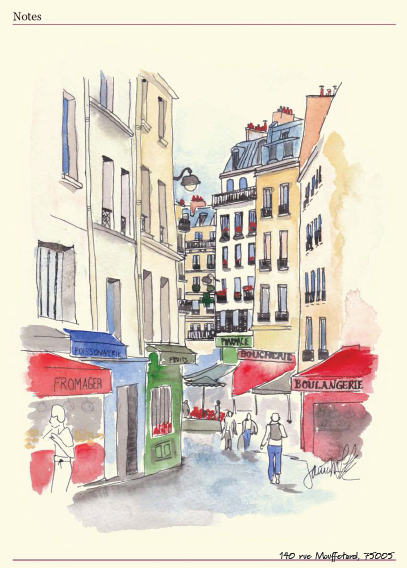 Notes
POISSONNERIE
FROMAGER
FRUITS
PHARMACIE
BOUCHERIE
BOULANGERIE
140 rue Mouffetard, 75005